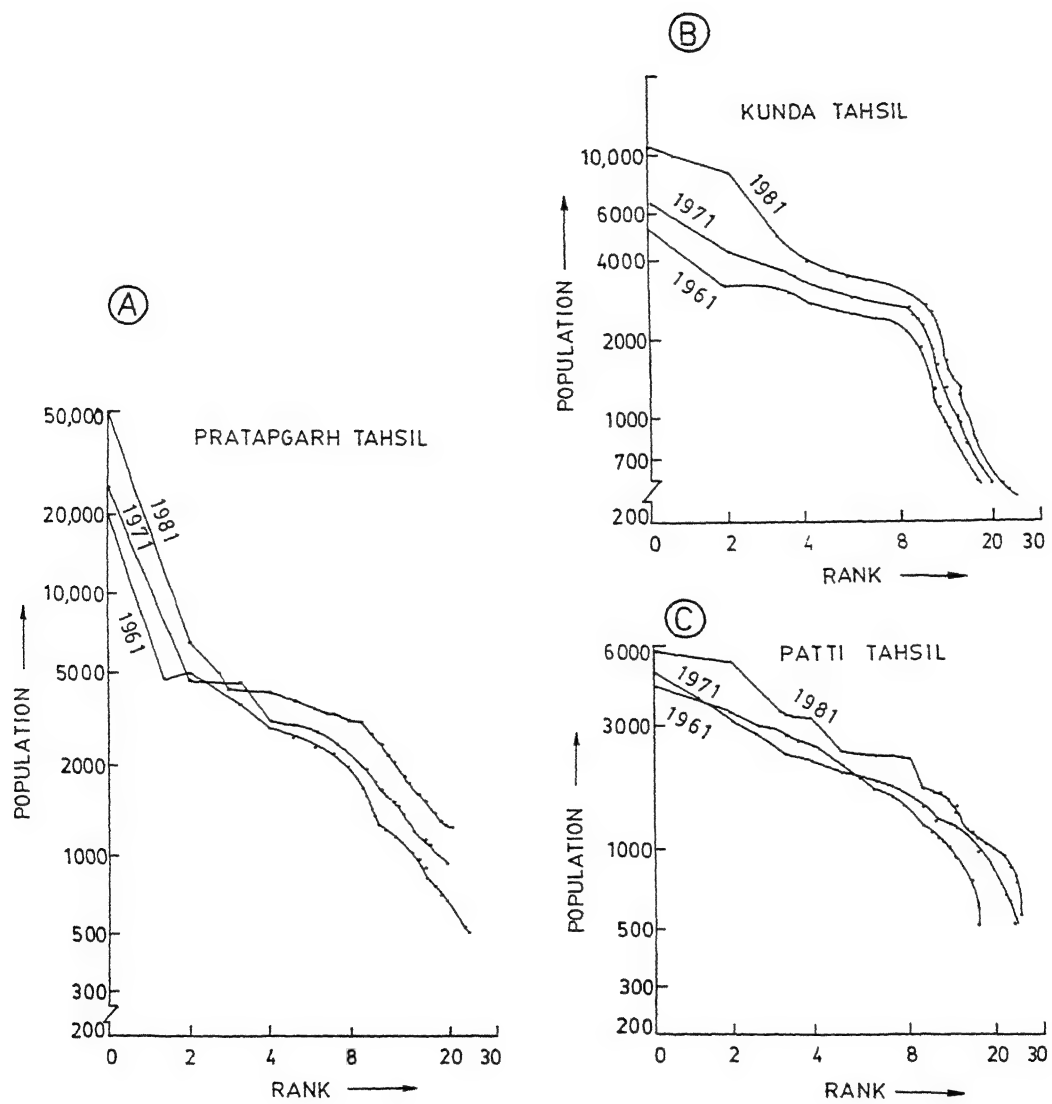 A
PRATAPGARH TAHSIL
50,000
20,000
10,000
5000
2000
1000
500
300
200
POPULATION
1981
1971
1961
0 2 4 8 20 30
RANK
B
KUNDA TAHSIL
10,000
6000
4000
2000
1000
700
200
POPULATION
1981
1971
1961
0 2 4 8 20 30
RANK
C
PATTI TAHSIL
6000
3000
1000
500
300
200
POPULATION
1981
1971
1961
0 2 4 8 20 30
RANK